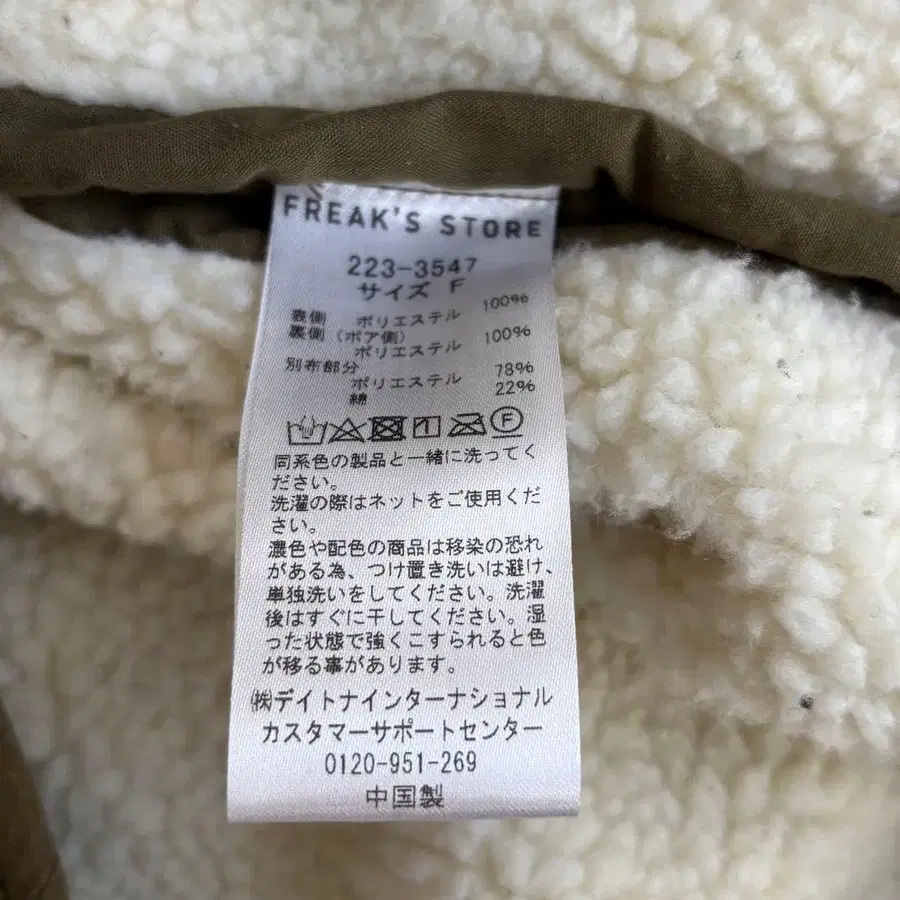 FREAK'S STORE
223-3547
サイズ F
表側 ポリエステル 100%
裏側 (ボア側)
ポリエステル 100%
別布部分
ポリエステル 78%
綿 22%
F
同系色の製品と一緒に洗ってく
ださい。
洗濯の際はネットをご使用くだ
さい。
濃色や配色の商品は移染の恐れ
がある為、つけ置き洗いは避け、
単独洗いをしてください。洗濯
後はすぐに干してください。湿
った状態で強くこすられると色
が移る事があります。
㈱デイトナインターナショナル
カスタマーサポートセンター
0120-951-269
中国製